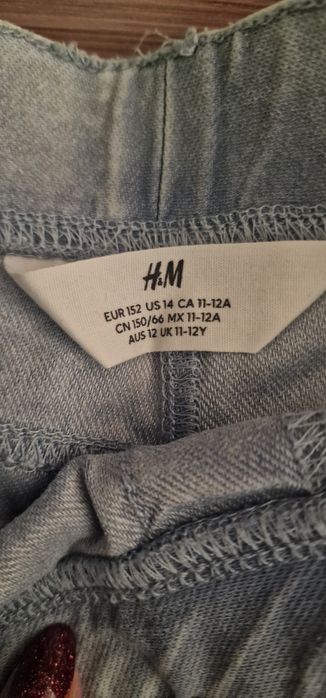 H&M
EUR 152 US 14 CA 11-12A
CN 150/66 MX 11-12A
AUS 12 UK 11-12Y